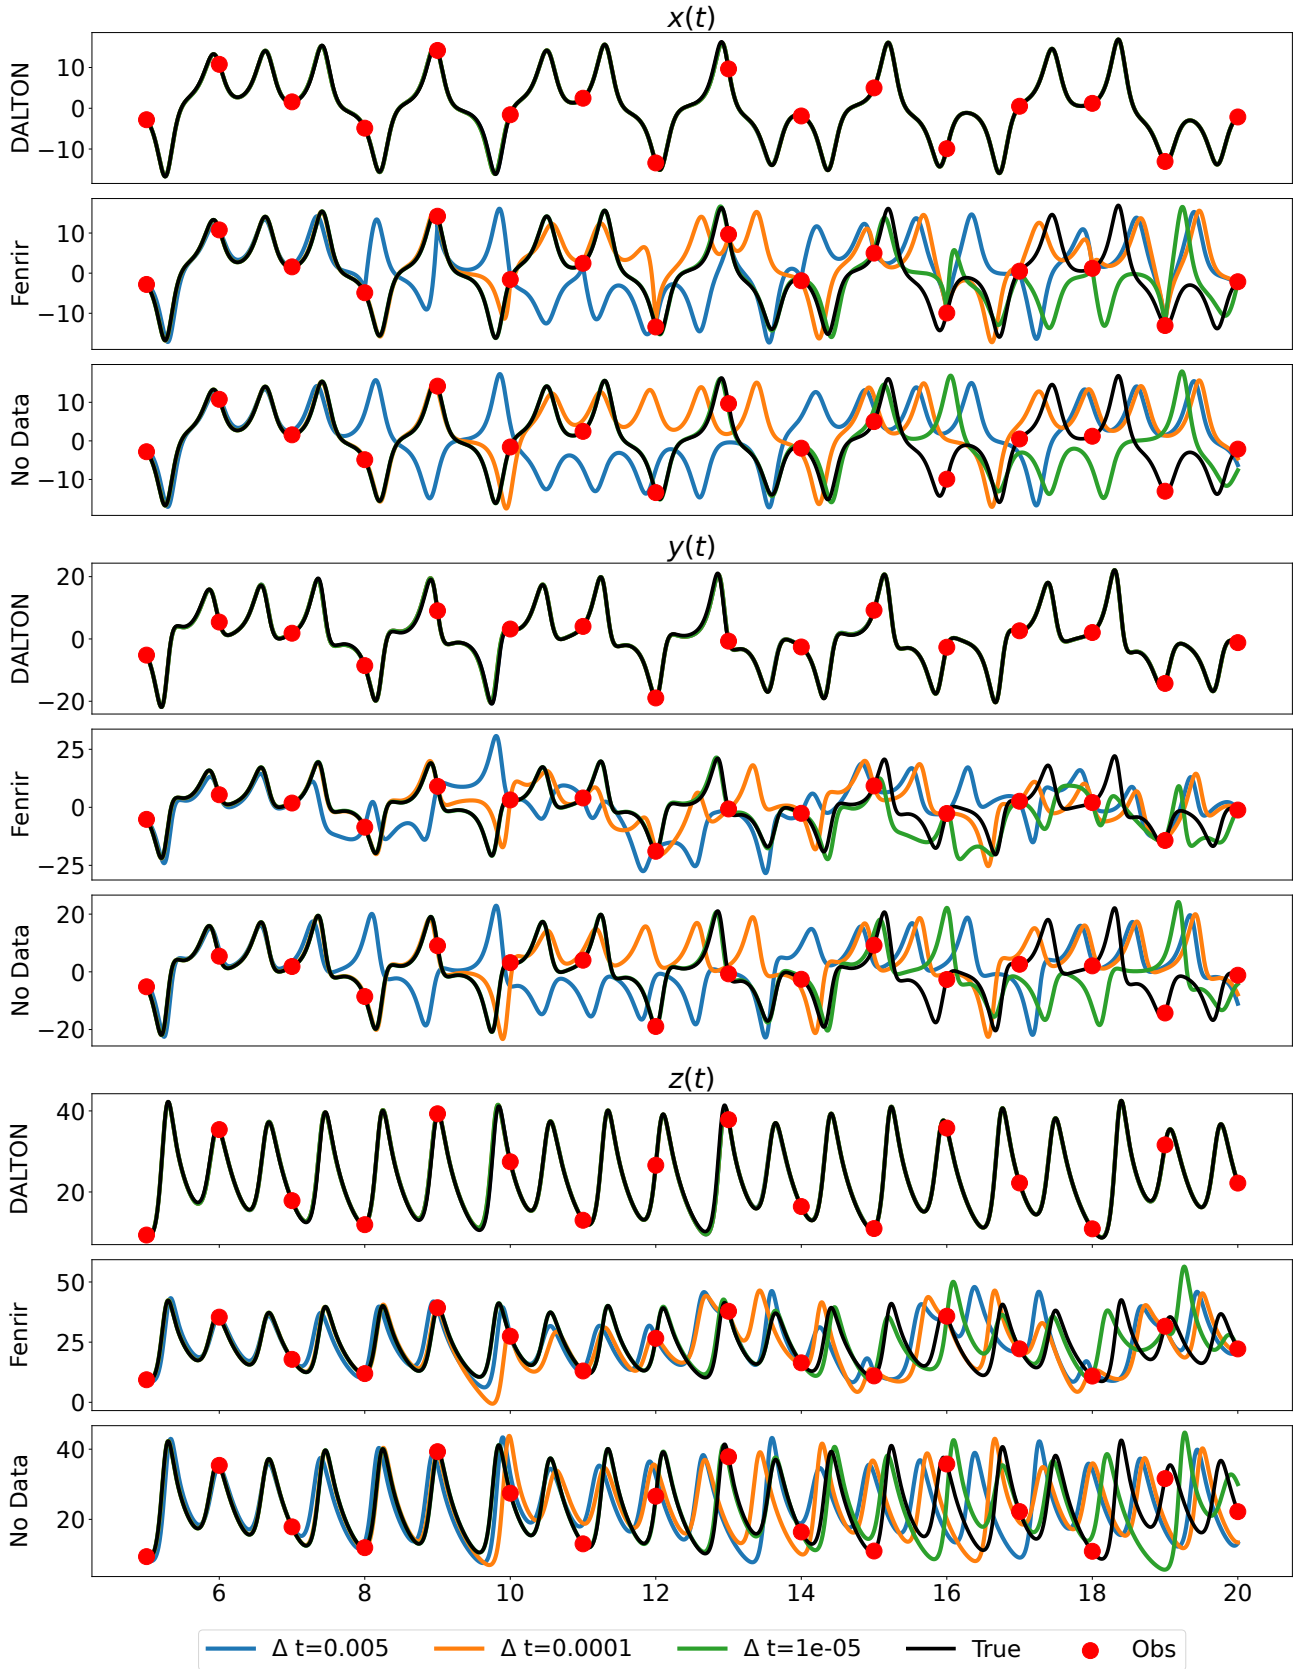 x(t)
DALTON
10
0
−10
Fenrir
10
0
−10
No Data
10
0
−10
y(t)
DALTON
20
0
−20
Fenrir
25
0
−25
No Data
20
0
−20
z(t)
DALTON
40
20
Fenrir
50
25
0
No Data
40
20
6 8 10 12 14 16 18 20
Δ t=0.005 Δ t=0.0001 Δ t=1e-05 True Obs